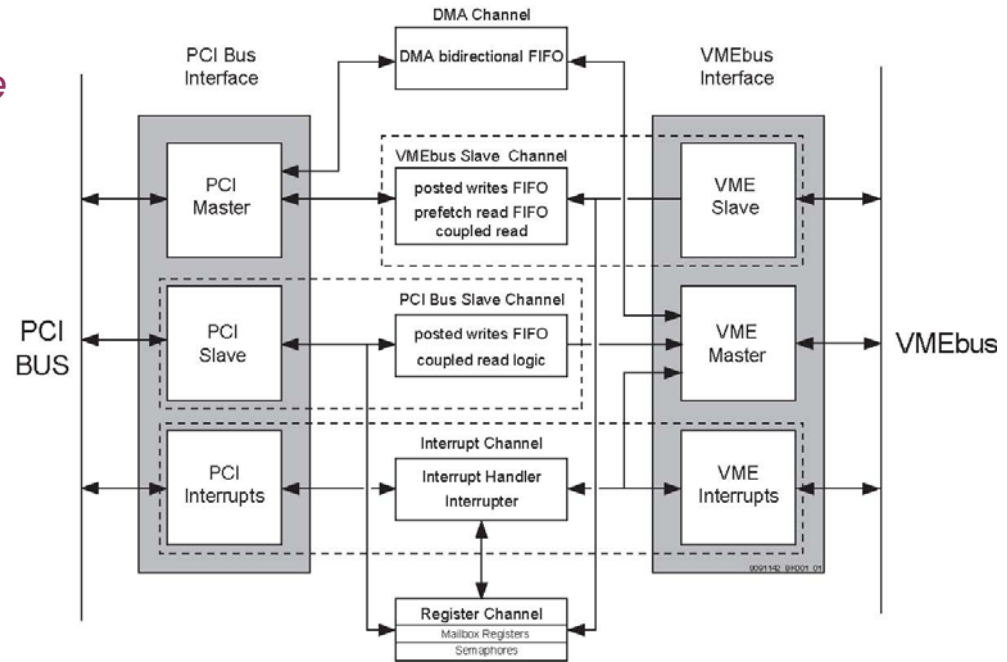 e
DMA Channel
DMA bidirectional FIFO
PCI Bus
Interface
VMEbus
Interface
PCI
Master
VMEbus Slave Channel
posted writes FIFO
prefetch read FIFO
coupled read
VME
Slave
PCI
BUS
PCI
Slave
PCI Bus Slave Channel
posted writes FIFO
coupled read logic
VME
Master
VMEbus
PCI
Interrupts
Interrupt Channel
Interrupt Handler
Interrupter
VME
Interrupts
8091142_BK001_01
Register Channel
Mailbox Registers
Semaphores